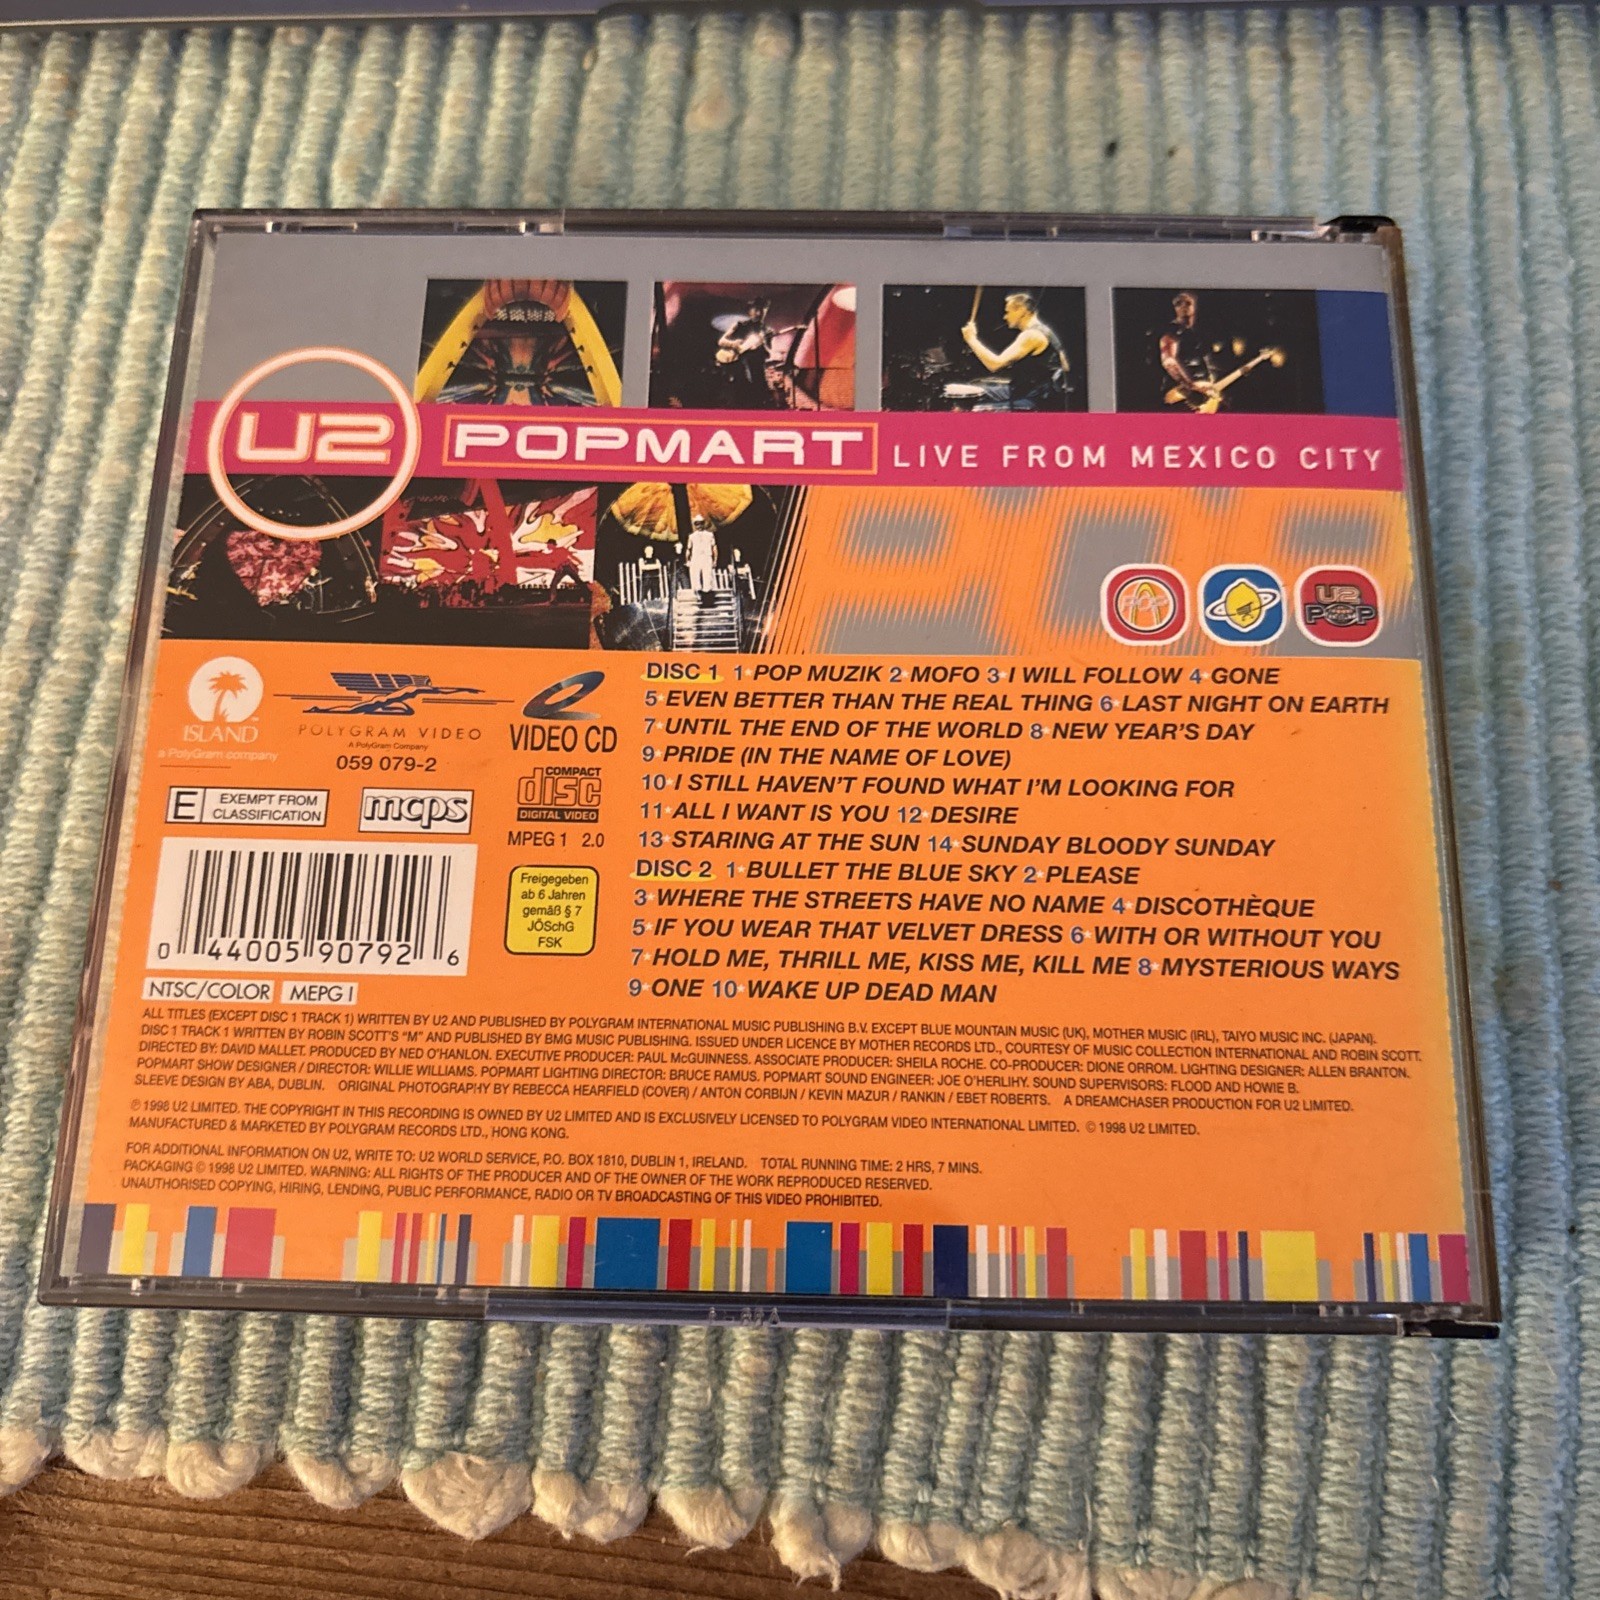 U2
POPMART LIVE FROM MEXICO CITY
POP
U2
POP
ISLAND
a PolyGram company
POLYGRAM VIDEO
A PolyGram Company
059 079-2
VIDEO CD
E EXEMPT FROM
CLASSIFICATION
mcps
COMPACT
disc
DIGITAL VIDEO
MPEG 1 2.0
Freigegeben
ab 6 Jahren
gemäß § 7
JÖSchG
FSK
0 44005 90792 6
NTSC/COLOR MEPG I
DISC 1 1*POP MUZIK 2*MOFO 3*I WILL FOLLOW 4*GONE
5*EVEN BETTER THAN THE REAL THING 6*LAST NIGHT ON EARTH
7*UNTIL THE END OF THE WORLD 8*NEW YEAR'S DAY
9*PRIDE (IN THE NAME OF LOVE)
10*I STILL HAVEN'T FOUND WHAT I'M LOOKING FOR
11*ALL I WANT IS YOU 12*DESIRE
13*STARING AT THE SUN 14*SUNDAY BLOODY SUNDAY
DISC 2 1*BULLET THE BLUE SKY 2*PLEASE
3*WHERE THE STREETS HAVE NO NAME 4*DISCOTHÈQUE
5*IF YOU WEAR THAT VELVET DRESS 6*WITH OR WITHOUT YOU
7*HOLD ME, THRILL ME, KISS ME, KILL ME 8*MYSTERIOUS WAYS
9*ONE 10*WAKE UP DEAD MAN
ALL TITLES (EXCEPT DISC 1 TRACK 1) WRITTEN BY U2 AND PUBLISHED BY POLYGRAM INTERNATIONAL MUSIC PUBLISHING B.V. EXCEPT BLUE MOUNTAIN MUSIC (UK), MOTHER MUSIC (IRL), TAIYO MUSIC INC. (JAPAN).
DISC 1 TRACK 1 WRITTEN BY ROBIN SCOTT'S "M" AND PUBLISHED BY BMG MUSIC PUBLISHING. ISSUED UNDER LICENCE BY MOTHER RECORDS LTD., COURTESY OF MUSIC COLLECTION INTERNATIONAL AND ROBIN SCOTT.
DIRECTED BY: DAVID MALLET. PRODUCED BY NED O'HANLON. EXECUTIVE PRODUCER: PAUL McGUINNESS. ASSOCIATE PRODUCER: SHEILA ROCHE. CO-PRODUCER: DIONE ORROM. LIGHTING DESIGNER: ALLEN BRANTON.
POPMART SHOW DESIGNER / DIRECTOR: WILLIE WILLIAMS. POPMART LIGHTING DIRECTOR: BRUCE RAMUS. POPMART SOUND ENGINEER: JOE O'HERLIHY. SOUND SUPERVISORS: FLOOD AND HOWIE B.
SLEEVE DESIGN BY ABA, DUBLIN. ORIGINAL PHOTOGRAPHY BY REBECCA HEARFIELD (COVER) / ANTON CORBIJN / KEVIN MAZUR / RANKIN / EBET ROBERTS. A DREAMCHASER PRODUCTION FOR U2 LIMITED.
℗ 1998 U2 LIMITED. THE COPYRIGHT IN THIS RECORDING IS OWNED BY U2 LIMITED AND IS EXCLUSIVELY LICENSED TO POLYGRAM VIDEO INTERNATIONAL LIMITED. © 1998 U2 LIMITED.
MANUFACTURED & MARKETED BY POLYGRAM RECORDS LTD., HONG KONG.
FOR ADDITIONAL INFORMATION ON U2, WRITE TO: U2 WORLD SERVICE, P.O. BOX 1810, DUBLIN 1, IRELAND. TOTAL RUNNING TIME: 2 HRS, 7 MINS.
PACKAGING © 1998 U2 LIMITED. WARNING: ALL RIGHTS OF THE PRODUCER AND OF THE OWNER OF THE WORK REPRODUCED RESERVED.
UNAUTHORISED COPYING, HIRING, LENDING, PUBLIC PERFORMANCE, RADIO OR TV BROADCASTING OF THIS VIDEO PROHIBITED.